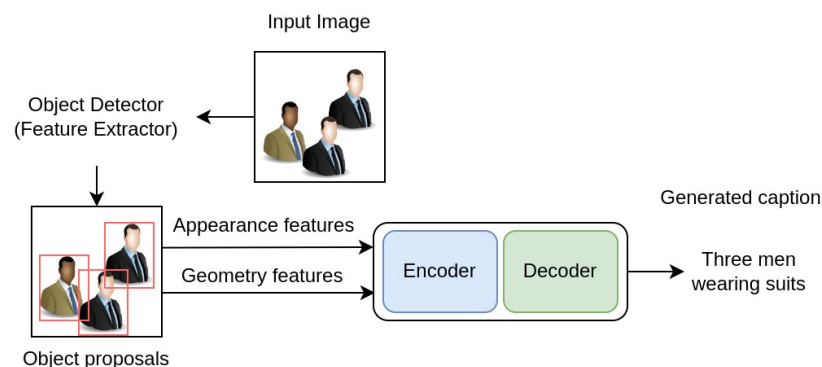 Input Image
Object Detector
(Feature Extractor)
Appearance features
Geometry features
Object proposals
Encoder
Decoder
Generated caption
Three men
wearing suits